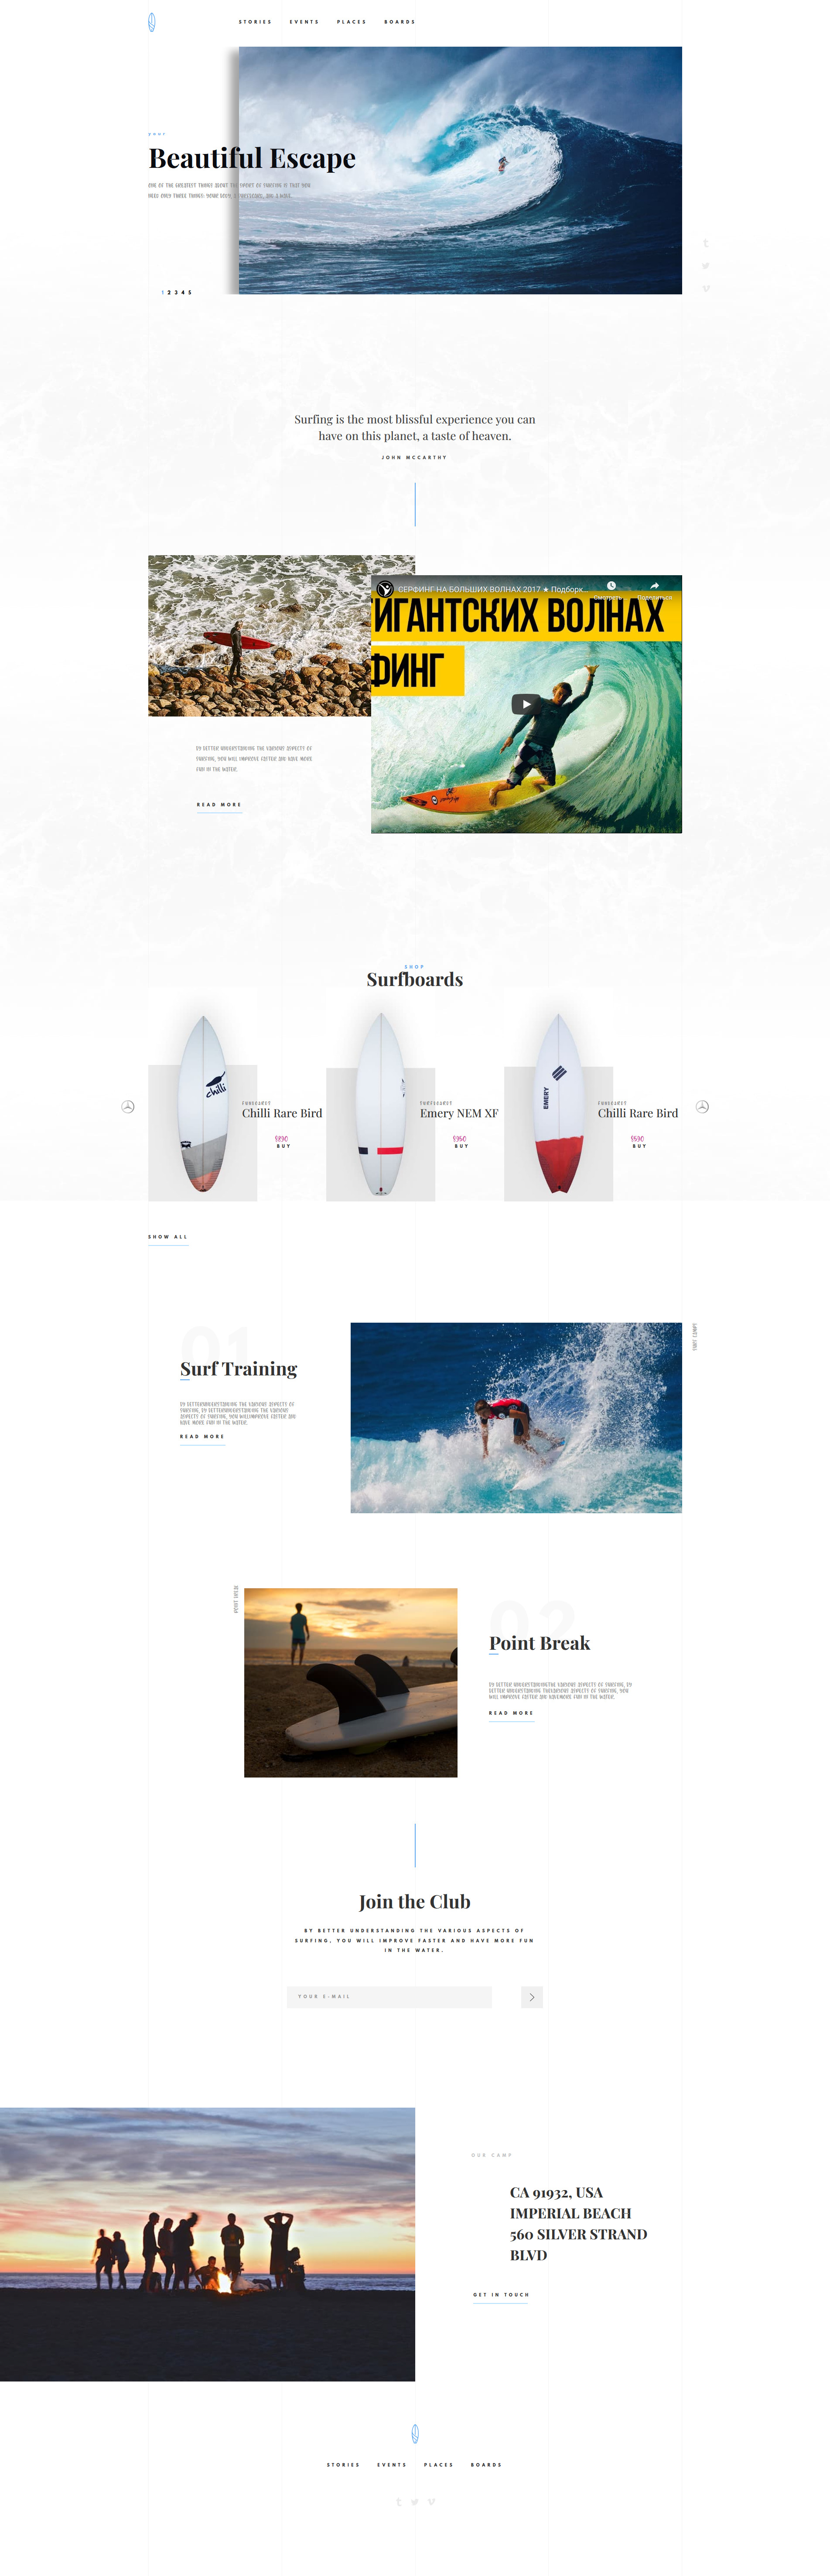 STORIES EVENTS PLACES BOARDS
SURF
Beautiful Escape
ONE OF THE GREATEST THINGS ABOUT THE SPORT OF SURFING IS THAT YOU
NEED ONLY THREE THINGS: YOUR BODY, A SURFBOARD, AND A WAVE.
1 2 3 4 5
Surfing is the most blissful experience you can
have on this planet, a taste of heaven.
JOHN MCCARTHY
СЕРФИНГ НА БОЛЬШИХ ВОЛНАХ 2017 ★ Подборк...
Смотреть... Поделиться
ИГАНТСКИХ ВОЛНАХ
ФИНГ
BY BETTER UNDERSTANDING THE VARIOUS ASPECTS OF
SURFING, YOU WILL IMPROVE FASTER AND HAVE MORE
FUN IN THE WATER.
READ MORE
SHOP
Surfboards
chilli
EMERY
FUNBOARDS
Chilli Rare Bird
$890
BUY
FUNBOARDS
Emery NEM XF
$950
BUY
FUNBOARDS
Chilli Rare Bird
$590
BUY
SHOW ALL
01
Surf Training
BY BETTERUNDERSTANDING THE VARIOUS ASPECTS OF
SURFING, BY BETTERUNDERSTANDING THE VARIOUS
ASPECTS OF SURFING, YOU WILLIMPROVE FASTER AND
HAVE MORE FUN IN THE WATER.
READ MORE
SURF CAMPS
POINT BREAK
02
Point Break
BY BETTER UNDERSTANDINGTHE VARIOUS ASPECTS OF SURFING, BY
BETTER UNDERSTANDING THEVARIOUS ASPECTS OF SURFING, YOU
WILL IMPROVE FASTER AND HAVEMORE FUN IN THE WATER.
READ MORE
Join the Club
BY BETTER UNDERSTANDING THE VARIOUS ASPECTS OF
SURFING, YOU WILL IMPROVE FASTER AND HAVE MORE FUN
IN THE WATER.
YOUR E-MAIL
OUR CAMP
CA 91932, USA
IMPERIAL BEACH
560 SILVER STRAND
BLVD
GET IN TOUCH
STORIES EVENTS PLACES BOARDS